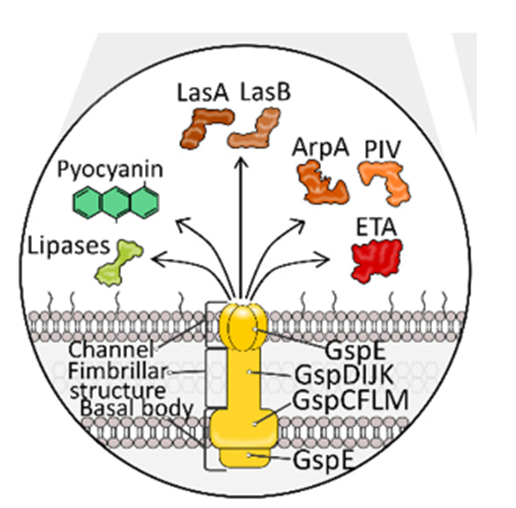 LasA LasB
ArpA PIV
Pyocyanin
ETA
Lipases
Channel
Fimbrillar
structure
Basal body
GspE
GspDIJK
GspCFLM
GspE